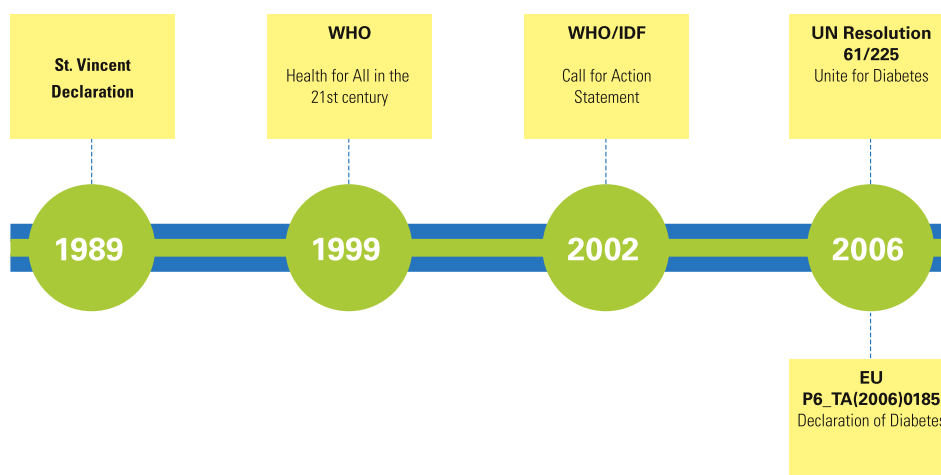 St. Vincent
Declaration
WHO
Health for All in the
21st century
WHO/IDF
Call for Action
Statement
UN Resolution
61/225
Unite for Diabetes
1989
1999
2002
2006
EU
P6_TA(2006)0185
Declaration of Diabetes